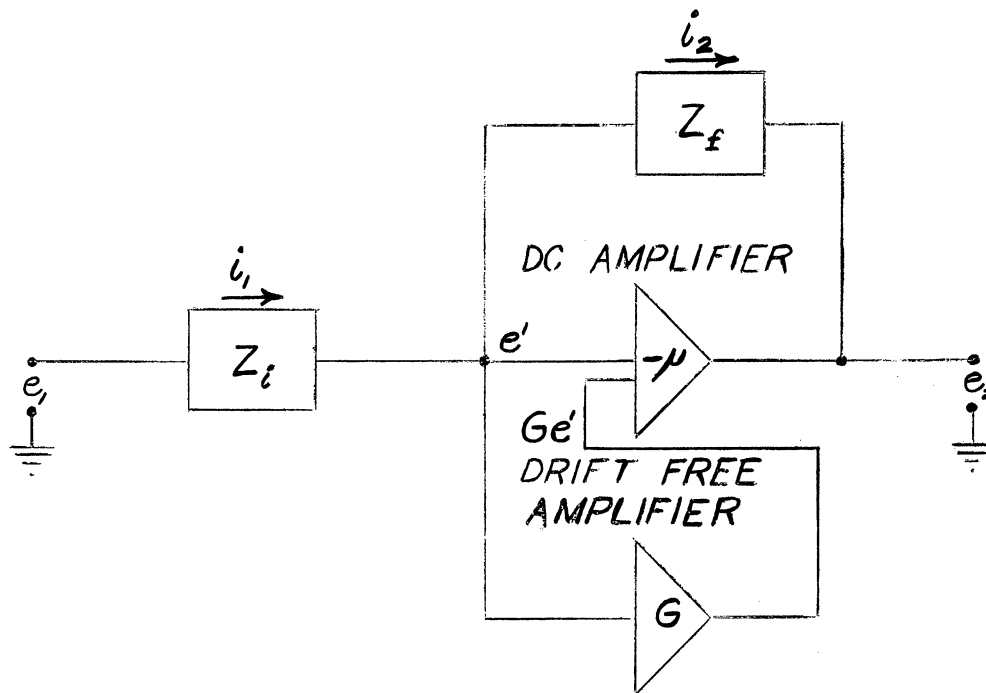 i₂
Z_f
DC AMPLIFIER
i₁
Z_i
e'
-μ
e₁
e₂
Ge'
DRIFT FREE
AMPLIFIER
G